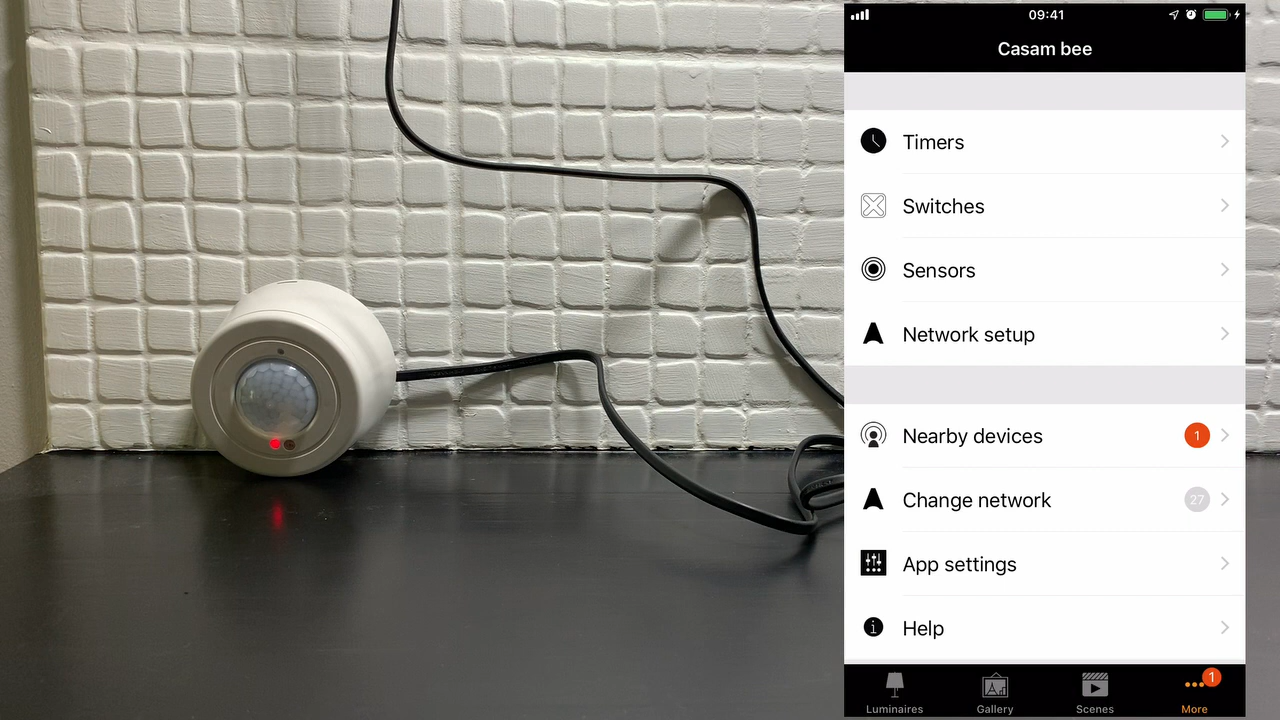 09:41
Casam bee
Timers
Switches
Sensors
Network setup
Nearby devices 1
Change network 27
App settings
Help
1
Luminaires Gallery Scenes More